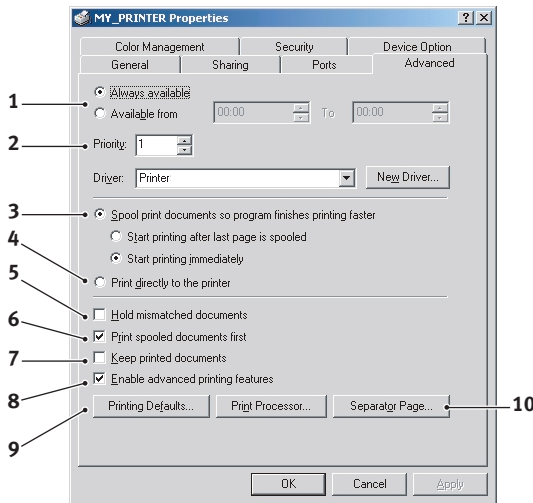 MY_PRINTER Properties
Color Management Security Device Option
General Sharing Ports Advanced
1 Always available
Available from 00:00 To 00:00
2 Priority: 1
Driver: Printer New Driver...
3 Spool print documents so program finishes printing faster
Start printing after last page is spooled
4 Start printing immediately
Print directly to the printer
5 Hold mismatched documents
6 Print spooled documents first
7 Keep printed documents
8 Enable advanced printing features
9 Printing Defaults... Print Processor... Separator Page... 10
OK Cancel Apply